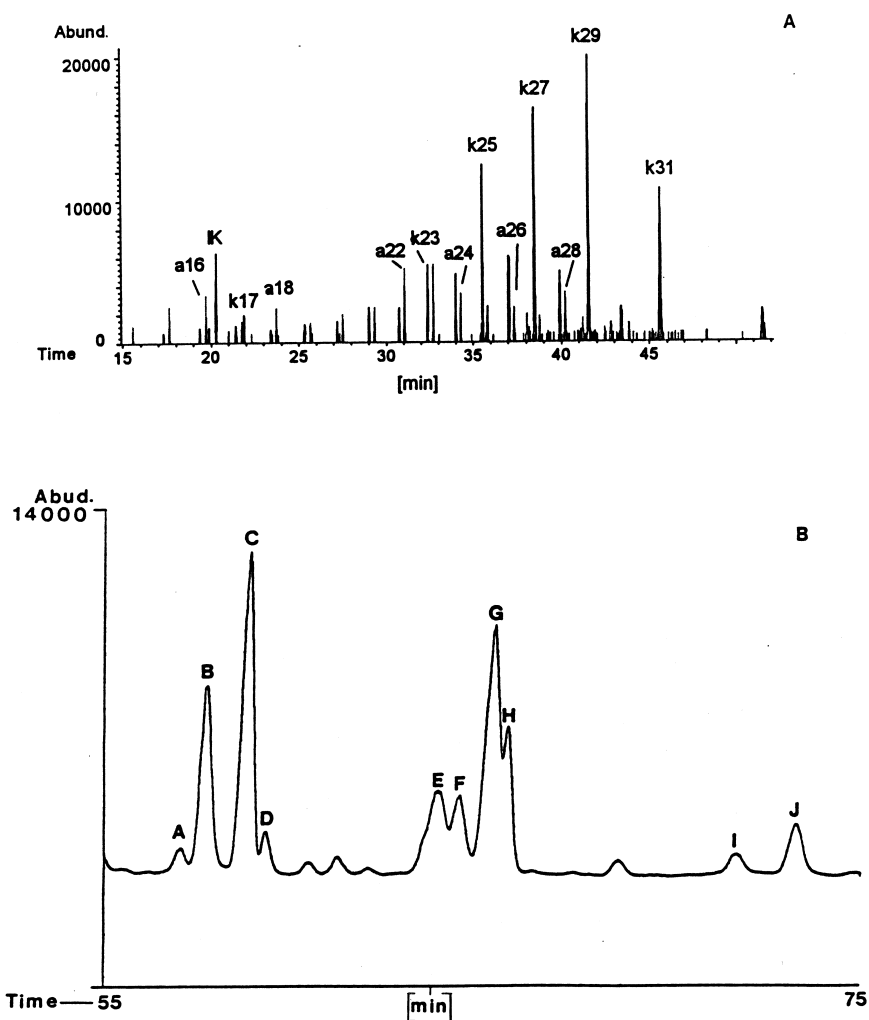 A
Abund.
20000
10000
0
k29
k27
k25
k31
IK
a16
k17
a18
a22
k23
a24
a26
a28
Time
15 20 25 30 35 40 45
[min]
Abud.
14000
B
C
B
A
D
G
H
E F
I
J
Time 55 [min] 75